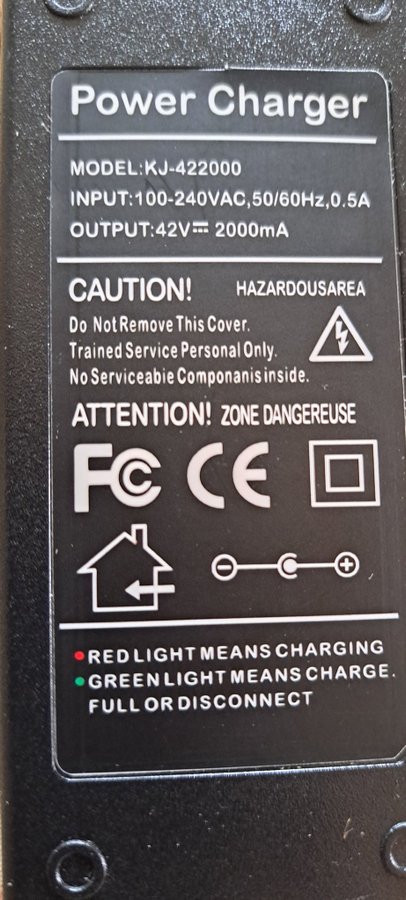 Power Charger
MODEL:KJ-422000
INPUT:100-240VAC,50/60Hz,0.5A
OUTPUT:42V⎓ 2000mA
CAUTION! HAZARDOUSAREA
Do Not Remove This Cover.
Trained Service Personal Only.
No Serviceabie Componanis inside.
ATTENTION! ZONE DANGEREUSE
FC CE
RED LIGHT MEANS CHARGING
GREEN LIGHT MEANS CHARGE.
FULL OR DISCONNECT